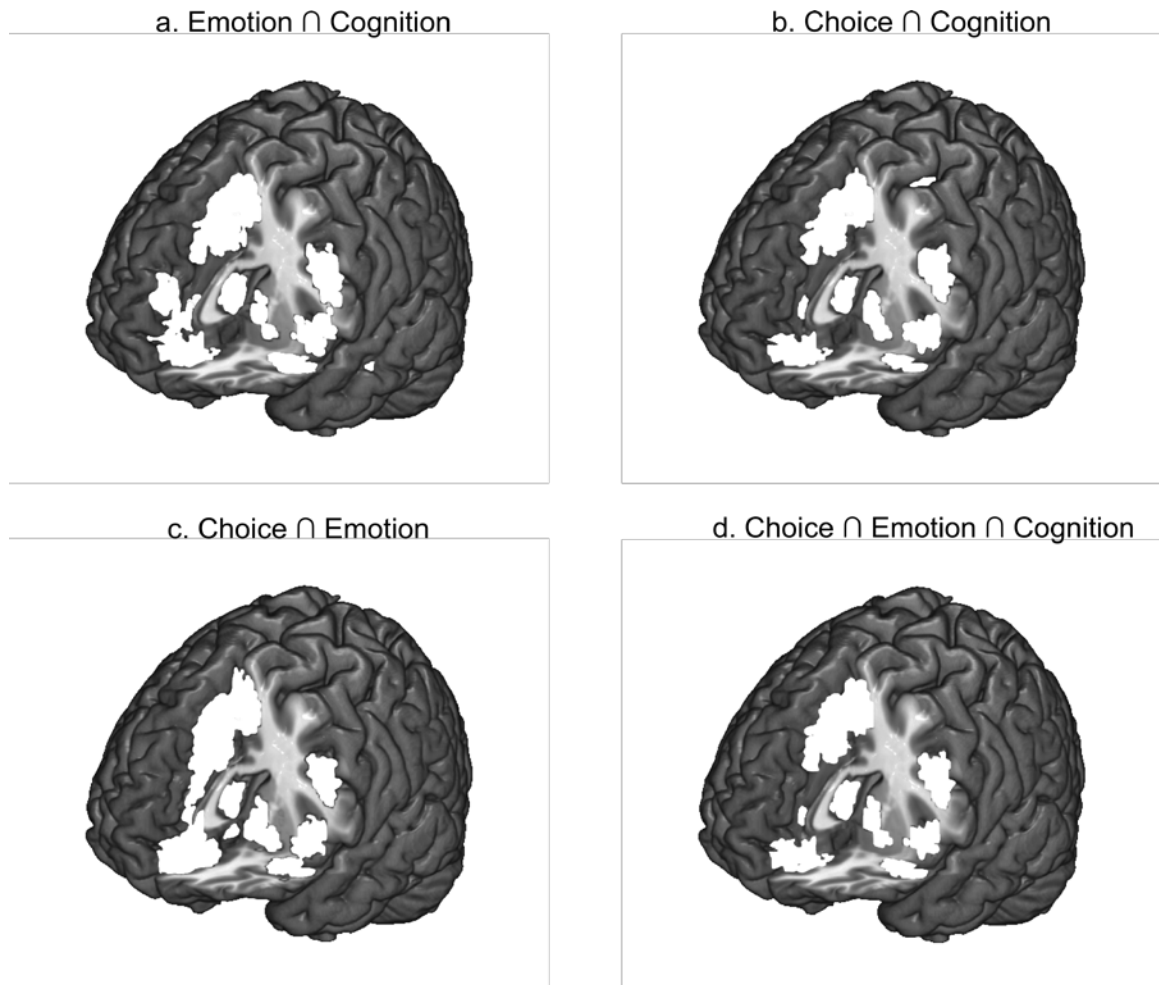 a. Emotion ∩ Cognition
b. Choice ∩ Cognition
c. Choice ∩ Emotion
d. Choice ∩ Emotion ∩ Cognition